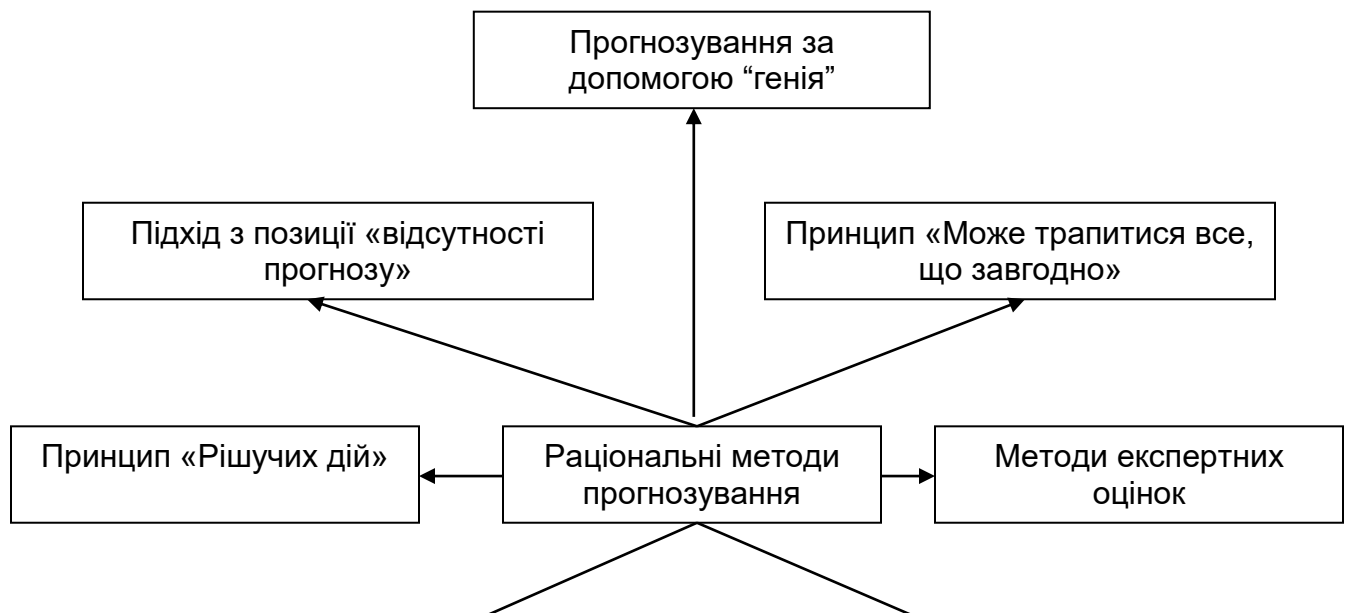 Прогнозування за
допомогою “генія”
Підхід з позиції «відсутності
прогнозу»
Принцип «Може трапитися все,
що завгодно»
Принцип «Рішучих дій»
Раціональні методи
прогнозування
Методи експертних
оцінок